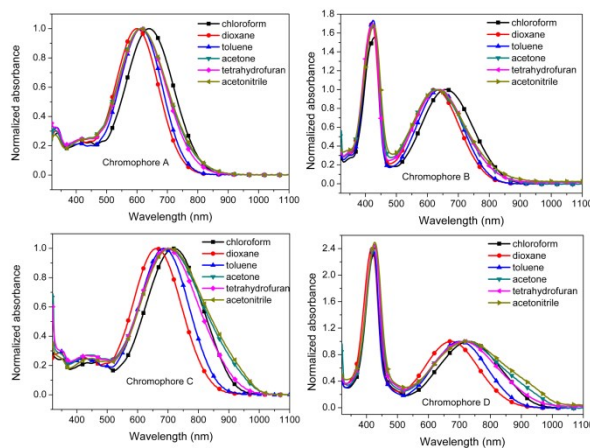 Normalized absorbance
1.0
0.8
0.6
0.4
0.2
0.0
chloroform
dioxane
toluene
acetone
tetrahydrofuran
acetonitrile
Chromophore A
400 500 600 700 800 900 1000 1100
Wavelength (nm)
Normalized absorbance
1.8
1.6
1.4
1.2
1.0
0.8
0.6
0.4
0.2
0.0
chloroform
dioxane
toluene
acetone
tetrahydrofuran
acetonitrile
Chromophore B
400 500 600 700 800 900 1000 1100
Wavelength (nm)
Normalized absorbance
1.0
0.8
0.6
0.4
0.2
0.0
chloroform
dioxane
toluene
acetone
tetrahydrofuran
acetonitrile
Chromophore C
400 500 600 700 800 900 1000 1100
Wavelength (nm)
Normalized absorbance
2.4
2.0
1.6
1.2
0.8
0.4
0.0
chloroform
dioxane
toluene
acetone
tetrahydrofuran
acetonitrile
Chromophore D
400 500 600 700 800 900 1000 1100
Wavelength (nm)